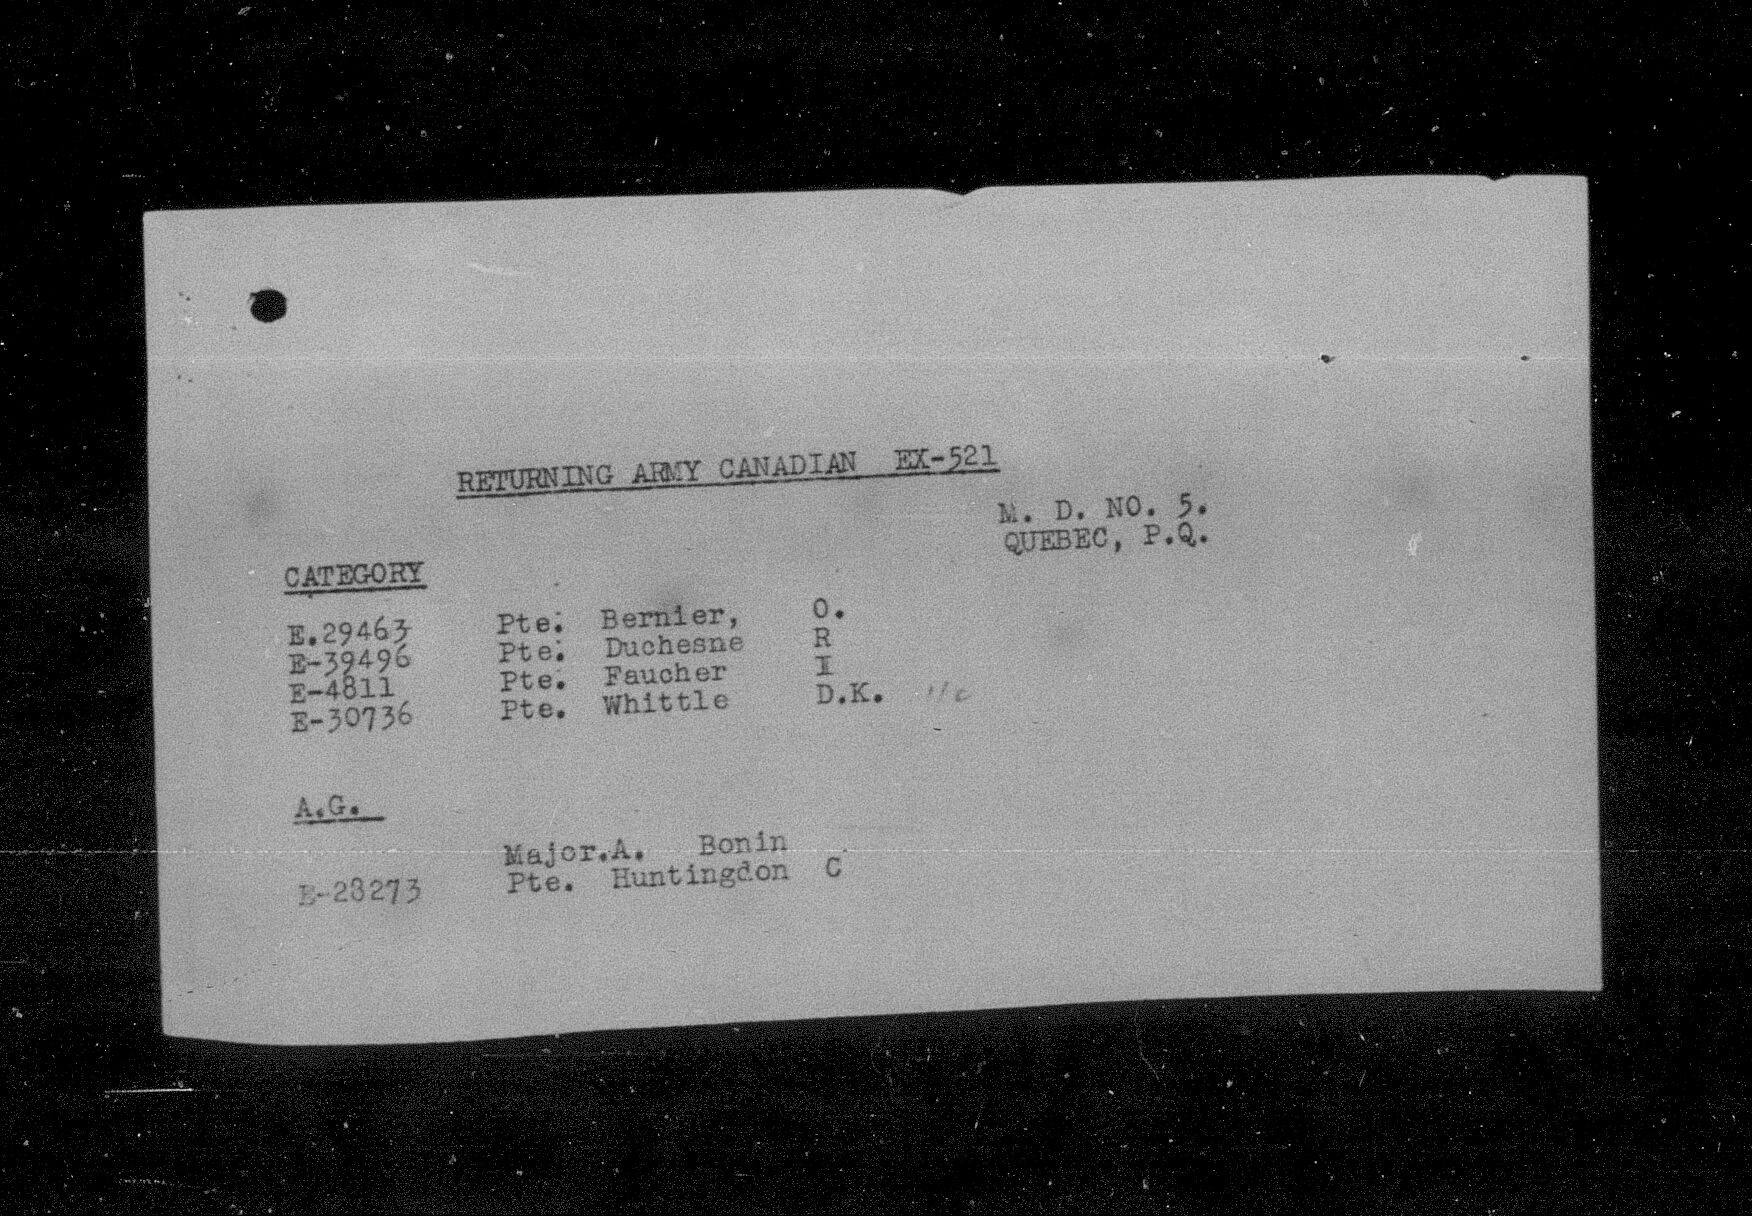 RETURNING ARMY CANADIAN EX-521
M. D. NO. 5.
QUEBEC, P.Q.
CATEGORY
E.29463 Pte. Bernier, O.
E-39496 Pte. Duchesne R
E-4811 Pte. Faucher I
E-30736 Pte. Whittle D.K.
A.G.
Major.A. Bonin
E-28273 Pte. Huntingdon C